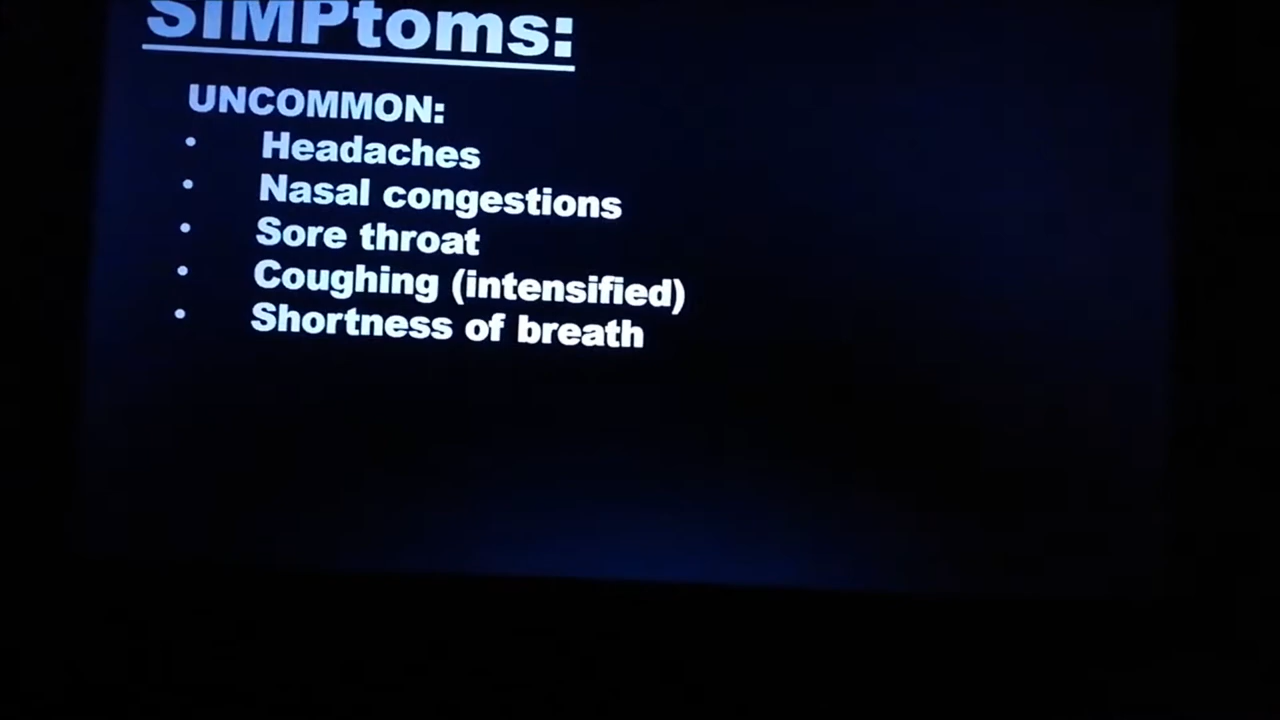 SIMPtoms:
UNCOMMON:
• Headaches
• Nasal congestions
• Sore throat
• Coughing (intensified)
• Shortness of breath